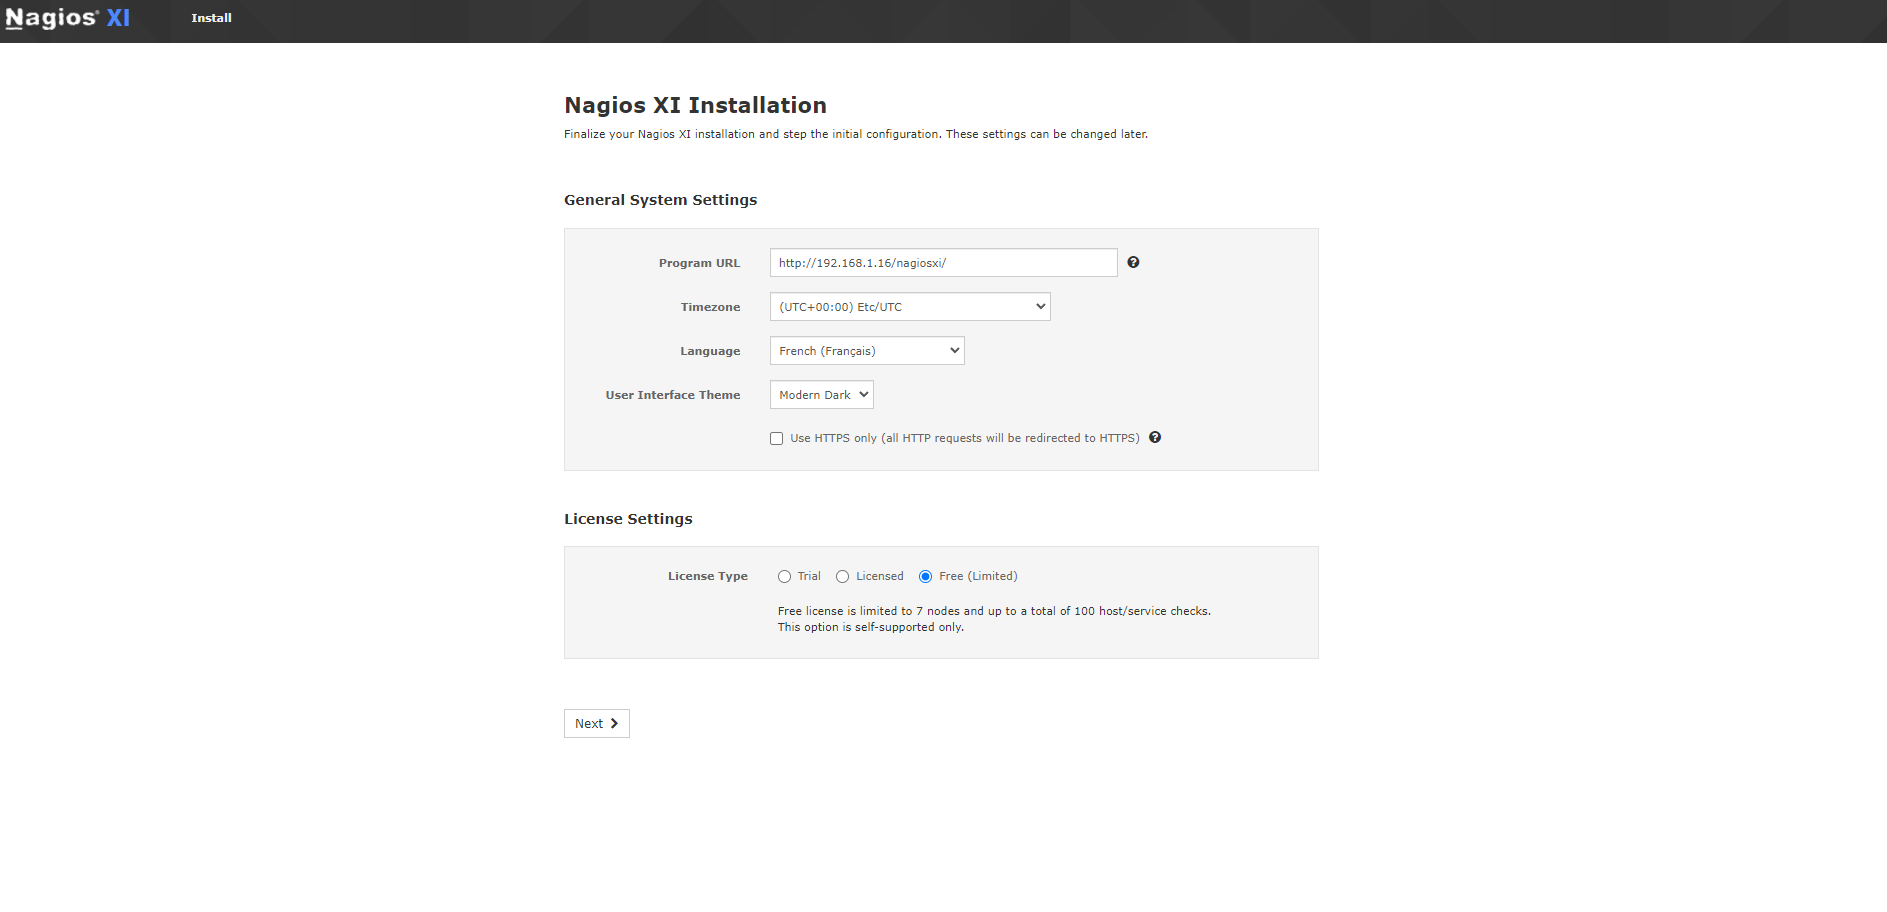 Nagios® XI Install
Nagios XI Installation
Finalize your Nagios XI installation and step the initial configuration. These settings can be changed later.
General System Settings
Program URL http://192.168.1.16/nagiosxi/
Timezone (UTC+00:00) Etc/UTC
Language French (Français)
User Interface Theme Modern Dark
Use HTTPS only (all HTTP requests will be redirected to HTTPS)
License Settings
License Type Trial Licensed Free (Limited)
Free license is limited to 7 nodes and up to a total of 100 host/service checks.
This option is self-supported only.
Next